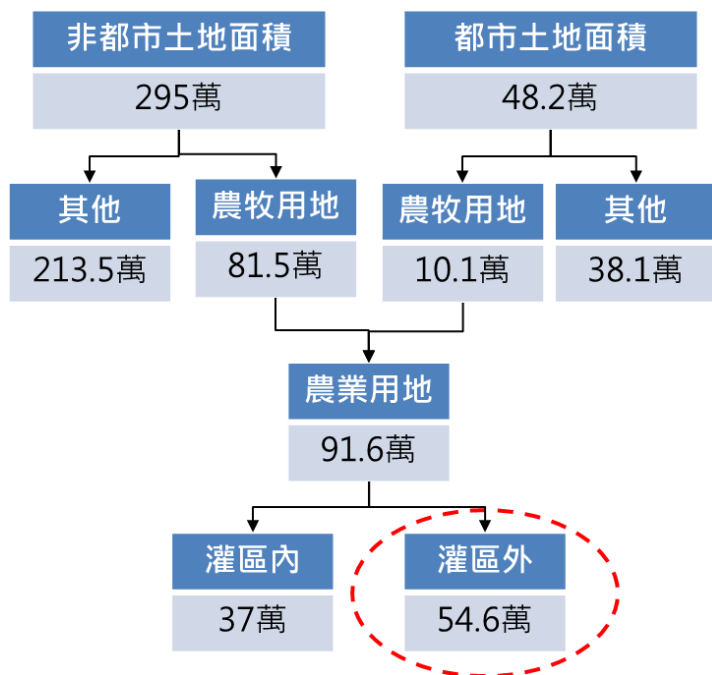 非都市土地面積
295萬
都市土地面積
48.2萬
其他
213.5萬
農牧用地
81.5萬
農牧用地
10.1萬
其他
38.1萬
農業用地
91.6萬
灌區內
37萬
灌區外
54.6萬